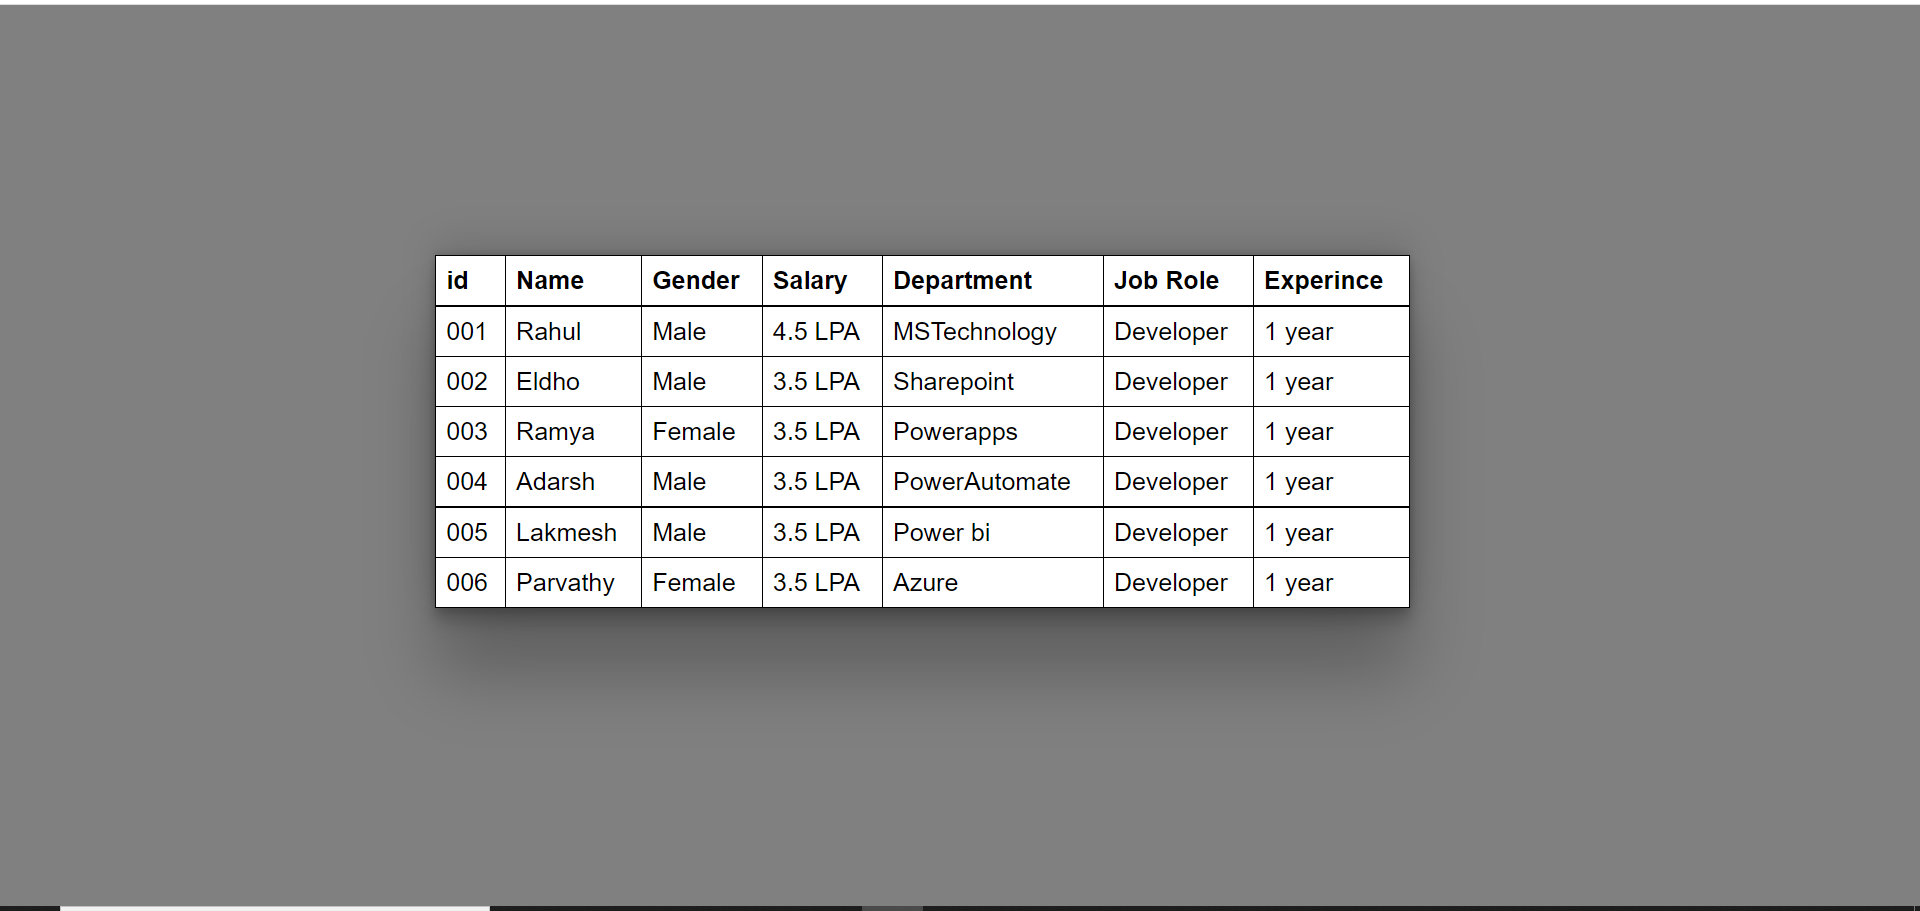 id Name Gender Salary Department Job Role Experince
001 Rahul Male 4.5 LPA MSTechnology Developer 1 year
002 Eldho Male 3.5 LPA Sharepoint Developer 1 year
003 Ramya Female 3.5 LPA Powerapps Developer 1 year
004 Adarsh Male 3.5 LPA PowerAutomate Developer 1 year
005 Lakmesh Male 3.5 LPA Power bi Developer 1 year
006 Parvathy Female 3.5 LPA Azure Developer 1 year